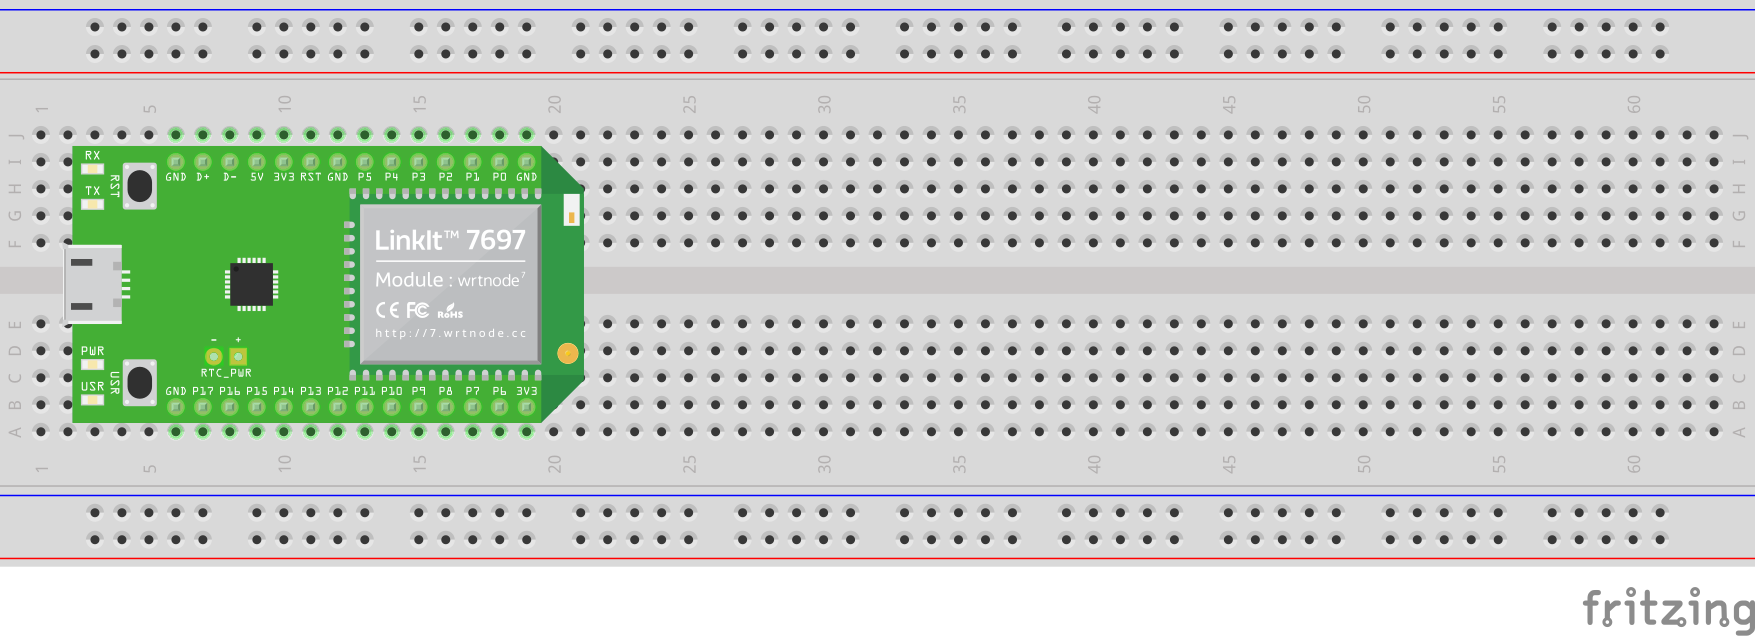 1 5 10 15 20 25 30 35 40 45 50 55 60
J J
I I
H H
G G
F F
RX
TX
RST
GND D+ D- 5V 3V3 RST GND P5 P4 P3 P2 P1 P0 GND
LinkIt™ 7697
Module : wrtnode⁷
CE FC RoHS
http://7.wrtnode.cc
- +
RTC_PWR
PWR
USR
USR
GND P17 P16 P15 P14 P13 P12 P11 P10 P9 P8 P7 P6 3V3
E E
D D
C C
B B
A A
1 5 10 15 20 25 30 35 40 45 50 55 60
fritzing